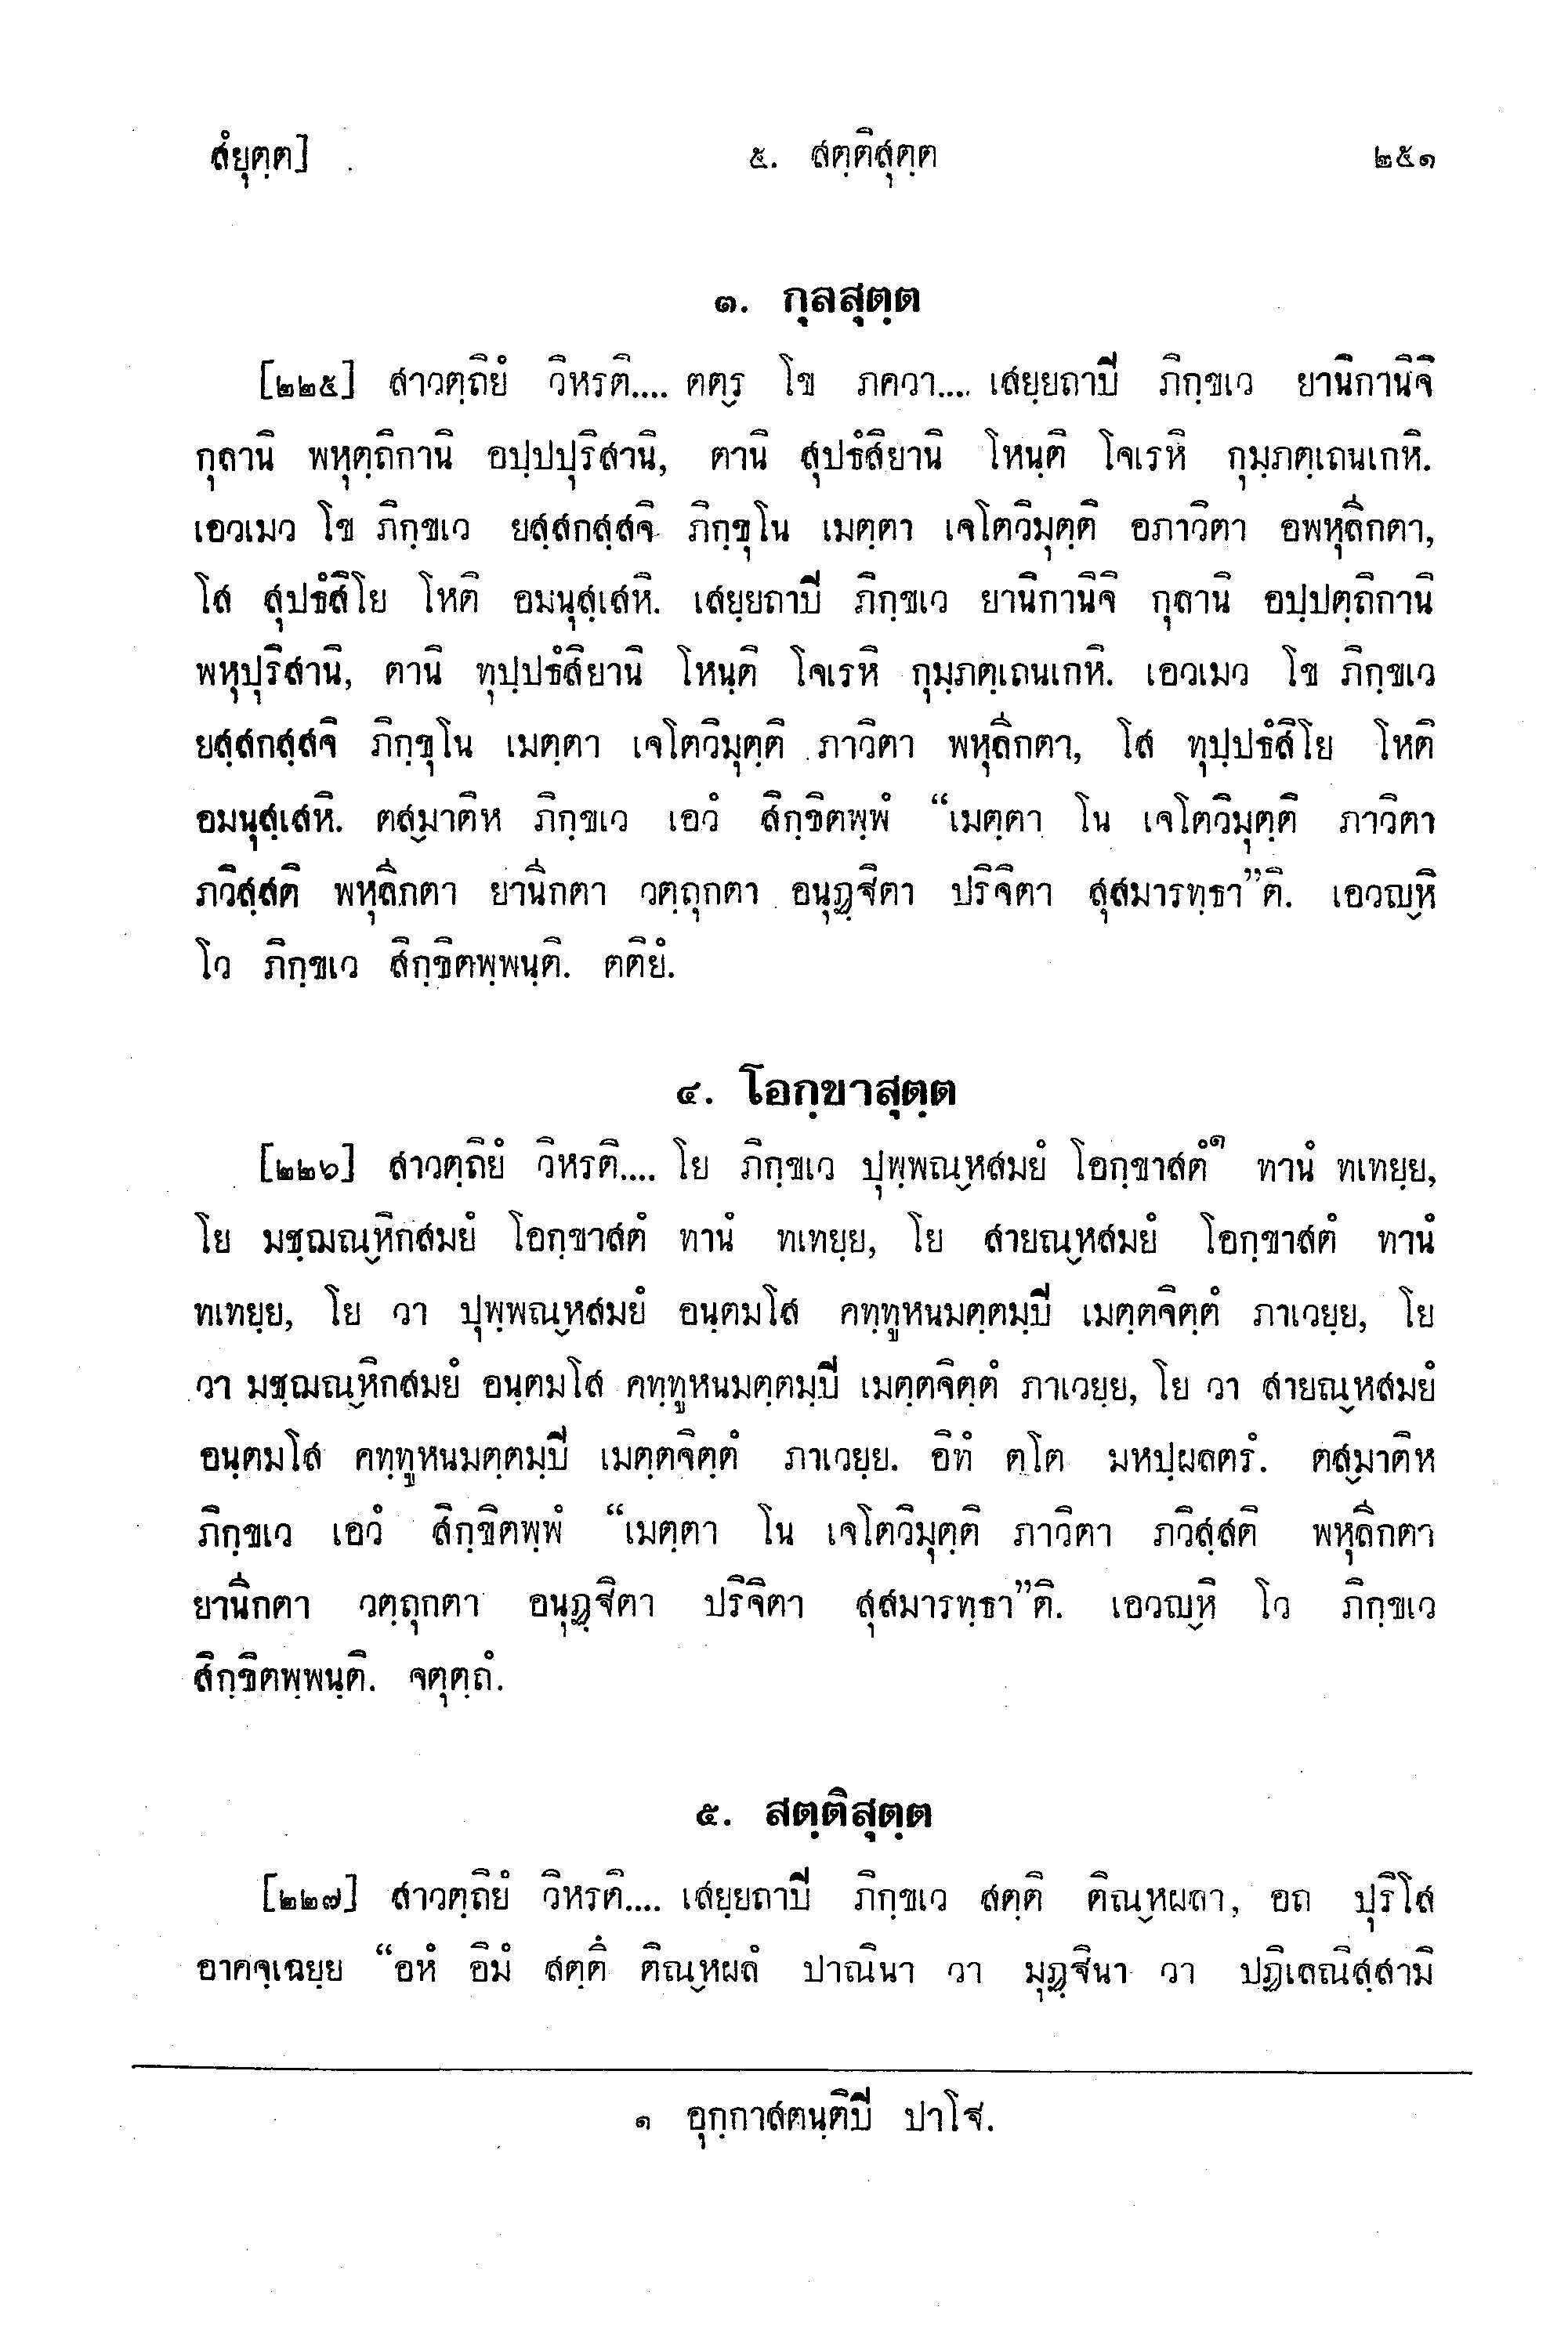 สํยุตฺต] ๕. สตฺติสุตฺต ๒๕๑
๓. กุลสุตฺต
[๒๒๕] สาวตฺถิยํ วิหรติ.... ตตฺร โข ภควา.... เสยฺยถาปิ ภิกฺขเว ยานิกานิจิ
กุลานิ พหุตฺถิกานิ อปฺปปุริสานิ, ตานิ สุปธํสิยานิ โหนฺติ โจเรหิ กุมฺภตฺเถนเกหิ.
เอวเมว โข ภิกฺขเว ยสฺสกสฺสจิ ภิกฺขุโน เมตฺตา เจโตวิมุตฺติ อภาวิตา อพหุลีกตา,
โส สุปธํสิโย โหติ อมนุสฺเสหิ. เสยฺยถาปิ ภิกฺขเว ยานิกานิจิ กุลานิ อปฺปตฺถิกานิ
พหุปุริสานิ, ตานิ ทุปฺปธํสิยานิ โหนฺติ โจเรหิ กุมฺภตฺเถนเกหิ. เอวเมว โข ภิกฺขเว
ยสฺสกสฺสจิ ภิกฺขุโน เมตฺตา เจโตวิมุตฺติ ภาวิตา พหุลีกตา, โส ทุปฺปธํสิโย โหติ
อมนุสฺเสหิ. ตสฺมาติห ภิกฺขเว เอวํ สิกฺขิตพฺพํ “เมตฺตา โน เจโตวิมุตฺติ ภาวิตา
ภวิสฺสติ พหุลีกตา ยานีกตา วตฺถุกตา อนุฏฺฐิตา ปริจิตา สุสมารทฺธา”ติ. เอวญฺหิ
โว ภิกฺขเว สิกฺขิตพฺพนฺติ. ตติยํ.
๔. โอกฺขาสุตฺต
[๒๒๖] สาวตฺถิยํ วิหรติ.... โย ภิกฺขเว ปุพฺพณฺหสมยํ โอกฺขาสตํ๑ ทานํ ทเทยฺย,
โย มชฺฌณฺหิกสมยํ โอกฺขาสตํ ทานํ ทเทยฺย, โย สายณฺหสมยํ โอกฺขาสตํ ทานํ
ทเทยฺย, โย วา ปุพฺพณฺหสมยํ อนฺตมโส คทฺทูหนมตฺตมฺปิ เมตฺตจิตฺตํ ภาเวยฺย, โย
วา มชฺฌณฺหิกสมยํ อนฺตมโส คทฺทูหนมตฺตมฺปิ เมตฺตจิตฺตํ ภาเวยฺย, โย วา สายณฺหสมยํ
อนฺตมโส คทฺทูหนมตฺตมฺปิ เมตฺตจิตฺตํ ภาเวยฺย. อิทํ ตโต มหปฺผลตรํ. ตสฺมาติห
ภิกฺขเว เอวํ สิกฺขิตพฺพํ “เมตฺตา โน เจโตวิมุตฺติ ภาวิตา ภวิสฺสติ พหุลีกตา
ยานีกตา วตฺถุกตา อนุฏฺฐิตา ปริจิตา สุสมารทฺธา”ติ. เอวญฺหิ โว ภิกฺขเว
สิกฺขิตพฺพนฺติ. จตุตฺถํ.
๕. สตฺติสุตฺต
[๒๒๗] สาวตฺถิยํ วิหรติ.... เสยฺยถาปิ ภิกฺขเว สตฺติ ติณฺหผลา, อถ ปุริโส
อาคจฺเฉยฺย “อหํ อิมํ สตฺตึ ติณฺหผลํ ปาณินา วา มุฏฺฐินา วา ปฏิเลณิสฺสามิ
๑ อุกฺกาสตนฺติปิ ปาโฐ.